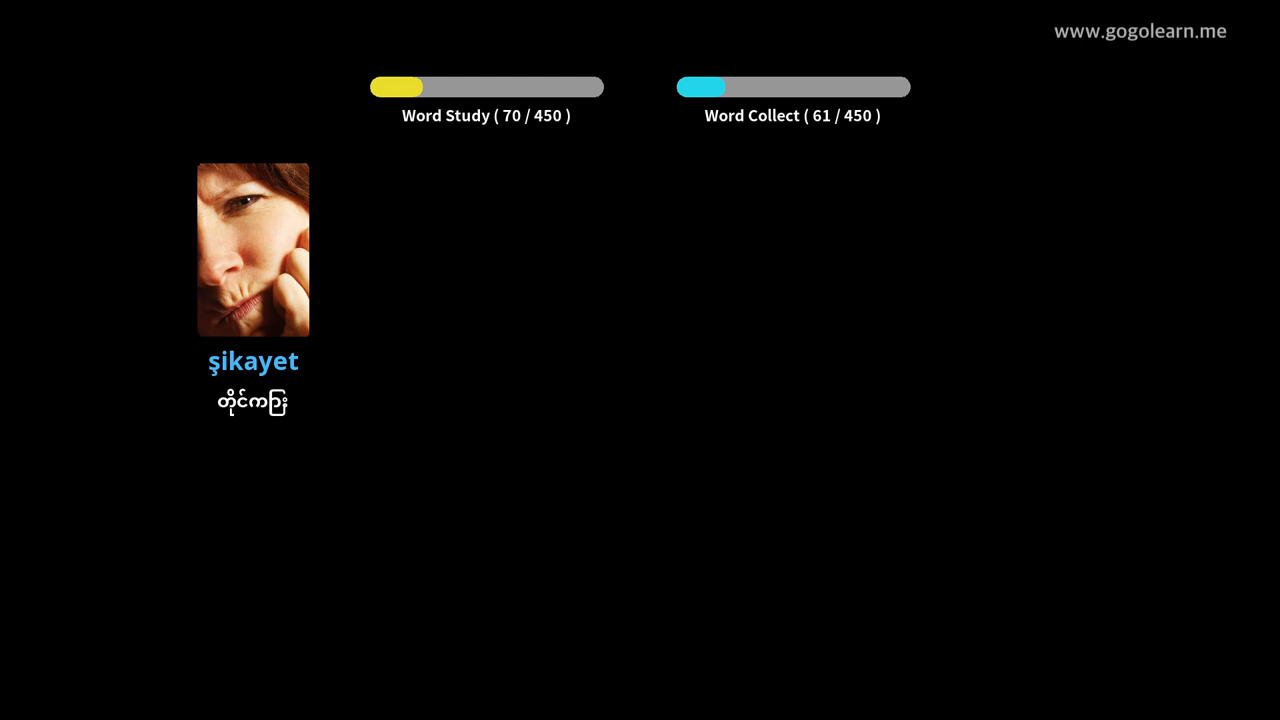 www.gogolearn.me
Word Study ( 70 / 450 )
Word Collect ( 61 / 450 )
şikayet
တိုင်ကြား